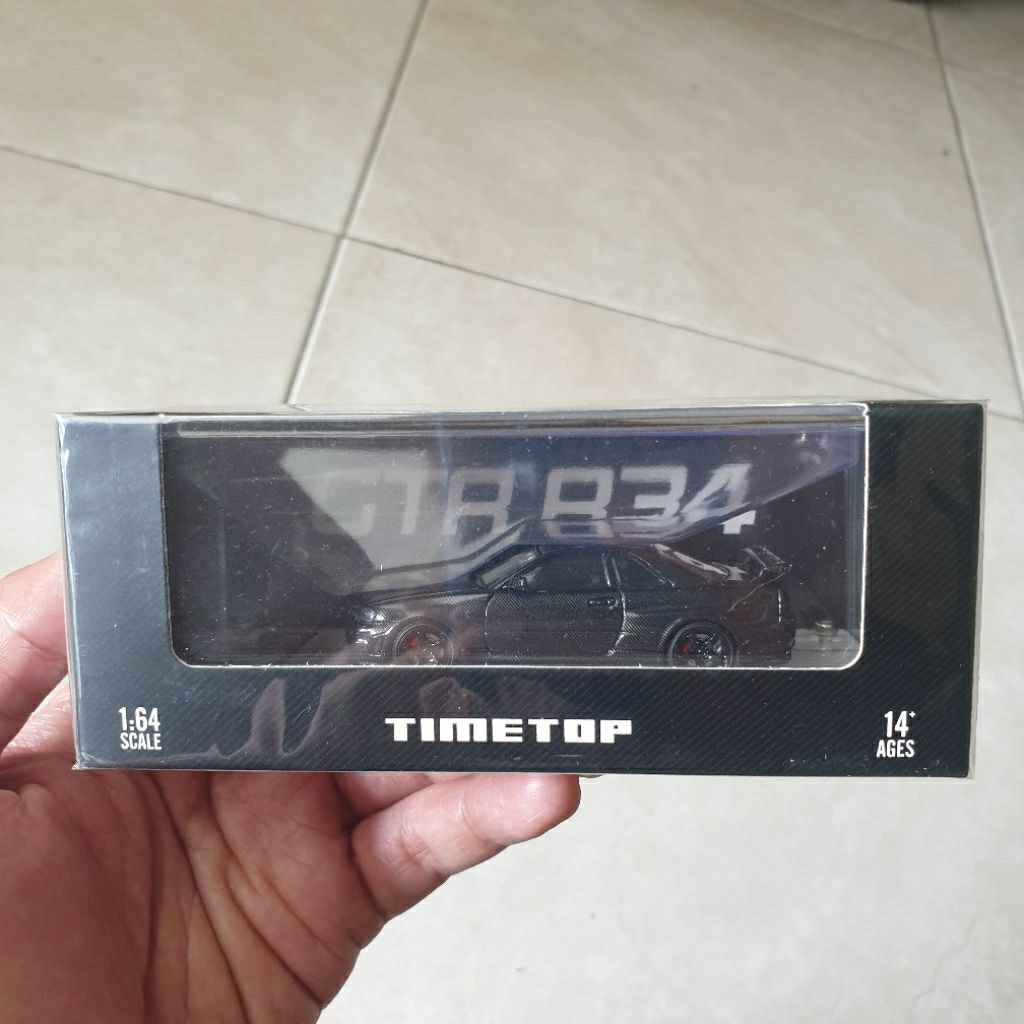 GTR R34
1:64
SCALE
TIMETOP
14+
AGES